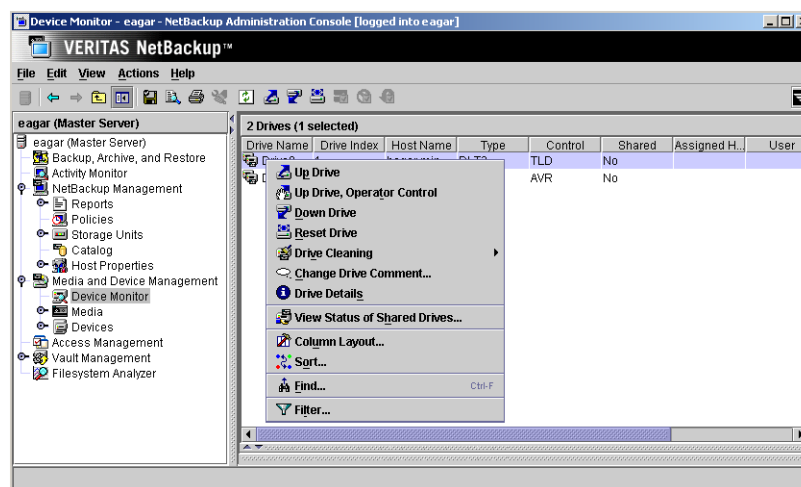 Device Monitor - eagar - NetBackup Administration Console [logged into eagar]
VERITAS NetBackup™
File Edit View Actions Help
eagar (Master Server)
2 Drives (1 selected)
eagar (Master Server)
Backup, Archive, and Restore
Activity Monitor
NetBackup Management
Reports
Policies
Storage Units
Catalog
Host Properties
Media and Device Management
Device Monitor
Media
Devices
Access Management
Vault Management
Filesystem Analyzer
Drive Name Drive Index Host Name Type Control Shared Assigned H... User
TLD No
AVR No
Up Drive
Up Drive, Operator Control
Down Drive
Reset Drive
Drive Cleaning
Change Drive Comment...
Drive Details
View Status of Shared Drives...
Column Layout...
Sort...
Find... Ctrl-F
Filter...